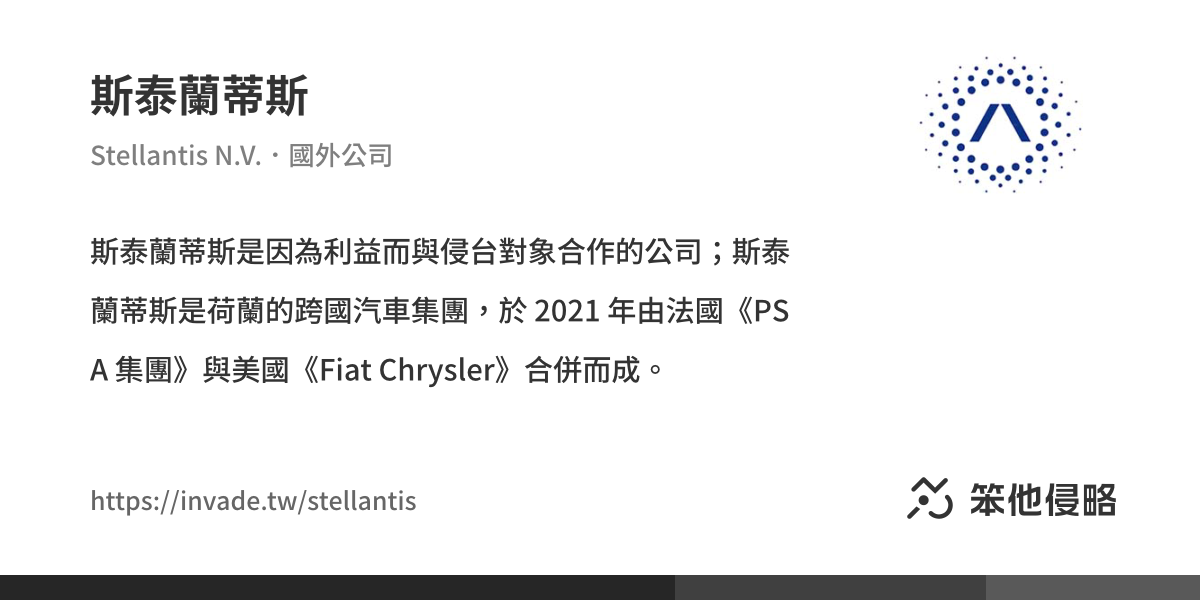 斯泰蘭蒂斯
Stellantis N.V.・國外公司
斯泰蘭蒂斯是因為利益而與侵台對象合作的公司；斯泰
蘭蒂斯是荷蘭的跨國汽車集團，於 2021 年由法國《PS
A 集團》與美國《Fiat Chrysler》合併而成。
https://invade.tw/stellantis
笨他侵略